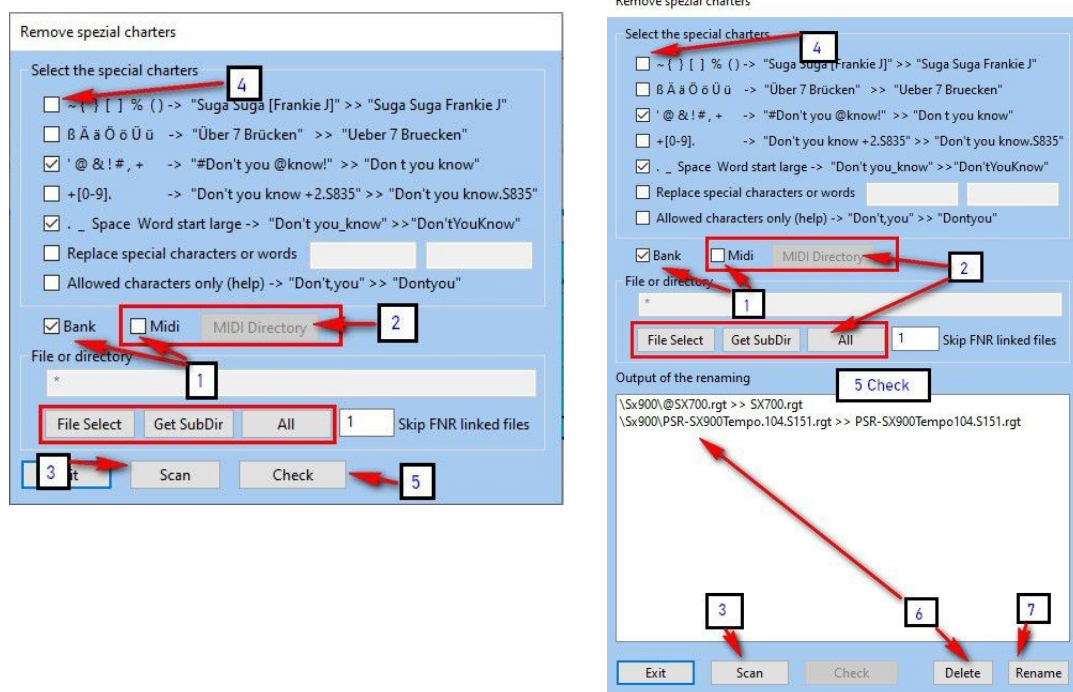 Remove spezial charters
Select the special charters
4
~ { } [ ] % ( ) -> "Suga Suga [Frankie J]" >> "Suga Suga Frankie J"
ß Ä ä Ö ö Ü ü -> "Über 7 Brücken" >> "Ueber 7 Bruecken"
' @ & ! # , + -> "#Don't you @know!" >> "Don t you know"
+[0-9]. -> "Don't you know +2.S835" >> "Don't you know.S835"
. _ Space Word start large -> "Don't you_know" >>"Don'tYouKnow"
Replace special characters or words
Allowed characters only (help) -> "Don't,you" >> "Dontyou"
Bank Midi MIDI Directory 2
File or directory
1
*
File Select Get SubDir All 1 Skip FNR linked files
3 Scan Check 5
Remove spezial charters
Select the special charters
4
~ { } [ ] % ( ) -> "Suga Suga [Frankie J]" >> "Suga Suga Frankie J"
ß Ä ä Ö ö Ü ü -> "Über 7 Brücken" >> "Ueber 7 Bruecken"
' @ & ! # , + -> "#Don't you @know!" >> "Don t you know"
+[0-9]. -> "Don't you know +2.S835" >> "Don't you know.S835"
. _ Space Word start large -> "Don't you_know" >>"Don'tYouKnow"
Replace special characters or words
Allowed characters only (help) -> "Don't,you" >> "Dontyou"
Bank Midi MIDI Directory
2
File or directory
1
*
File Select Get SubDir All 1 Skip FNR linked files
Output of the renaming 5 Check
\Sx900\@SX700.rgt >> SX700.rgt
\Sx900\PSR-SX900Tempo.104.S151.rgt >> PSR-SX900Tempo104.S151.rgt
3 6 7
Exit Scan Check Delete Rename